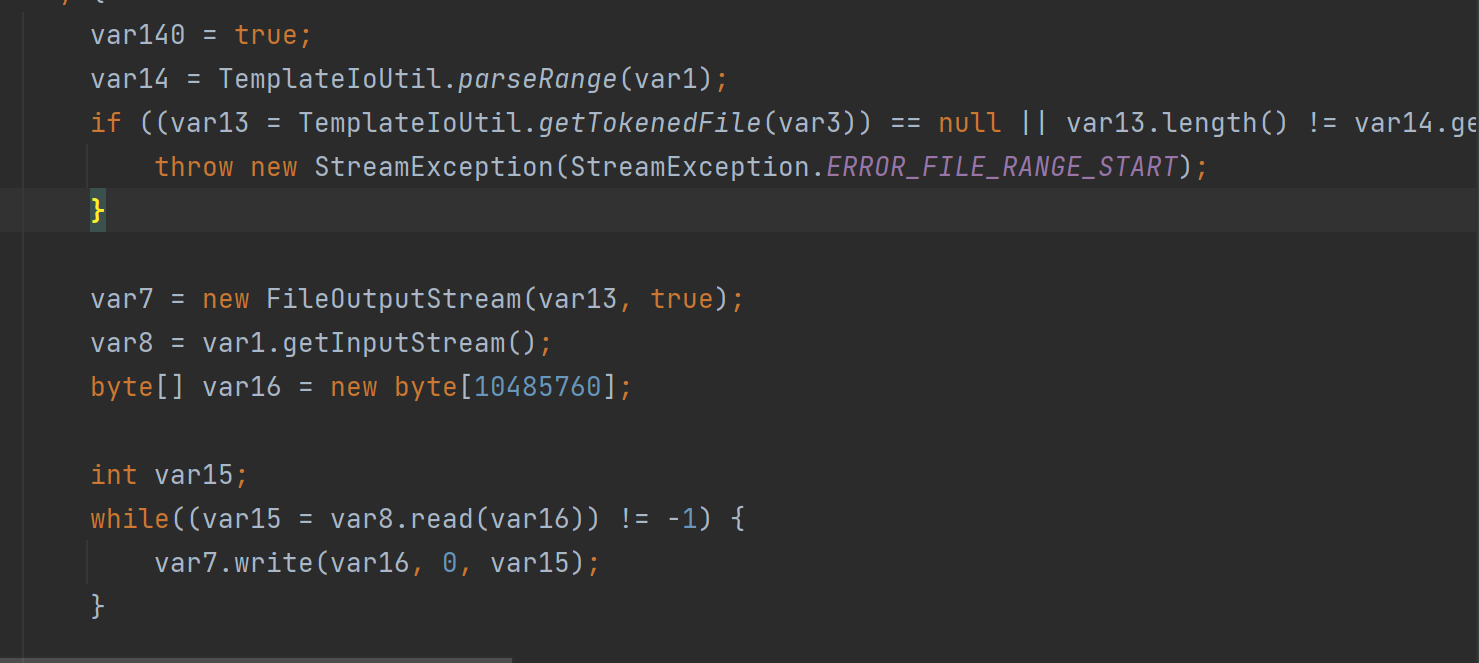 var140 = true;
var14 = TemplateIoUtil.parseRange(var1);
if ((var13 = TemplateIoUtil.getTokenedFile(var3)) == null || var13.length() != var14.ge
throw new StreamException(StreamException.ERROR_FILE_RANGE_START);
}
var7 = new FileOutputStream(var13, true);
var8 = var1.getInputStream();
byte[] var16 = new byte[10485760];
int var15;
while((var15 = var8.read(var16)) != -1) {
var7.write(var16, 0, var15);
}